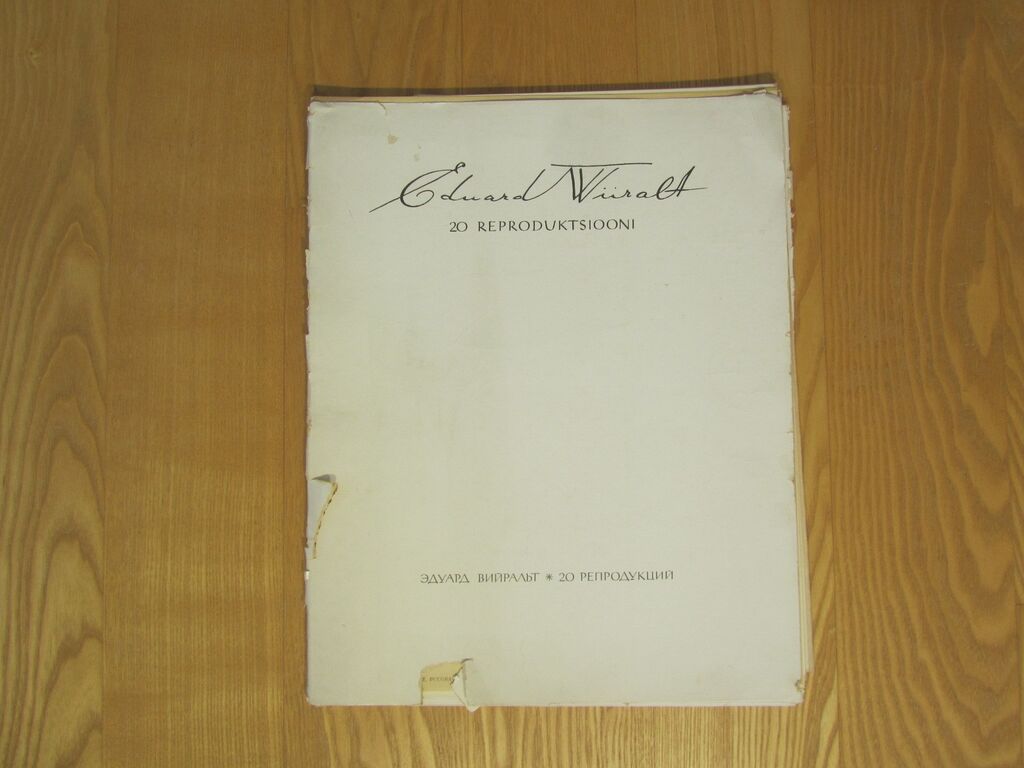 Eduard Wiiralt
20 REPRODUKTSIOONI
ЭДУАРД ВИЙРАЛЬТ * 20 РЕПРОДУКЦИЙ